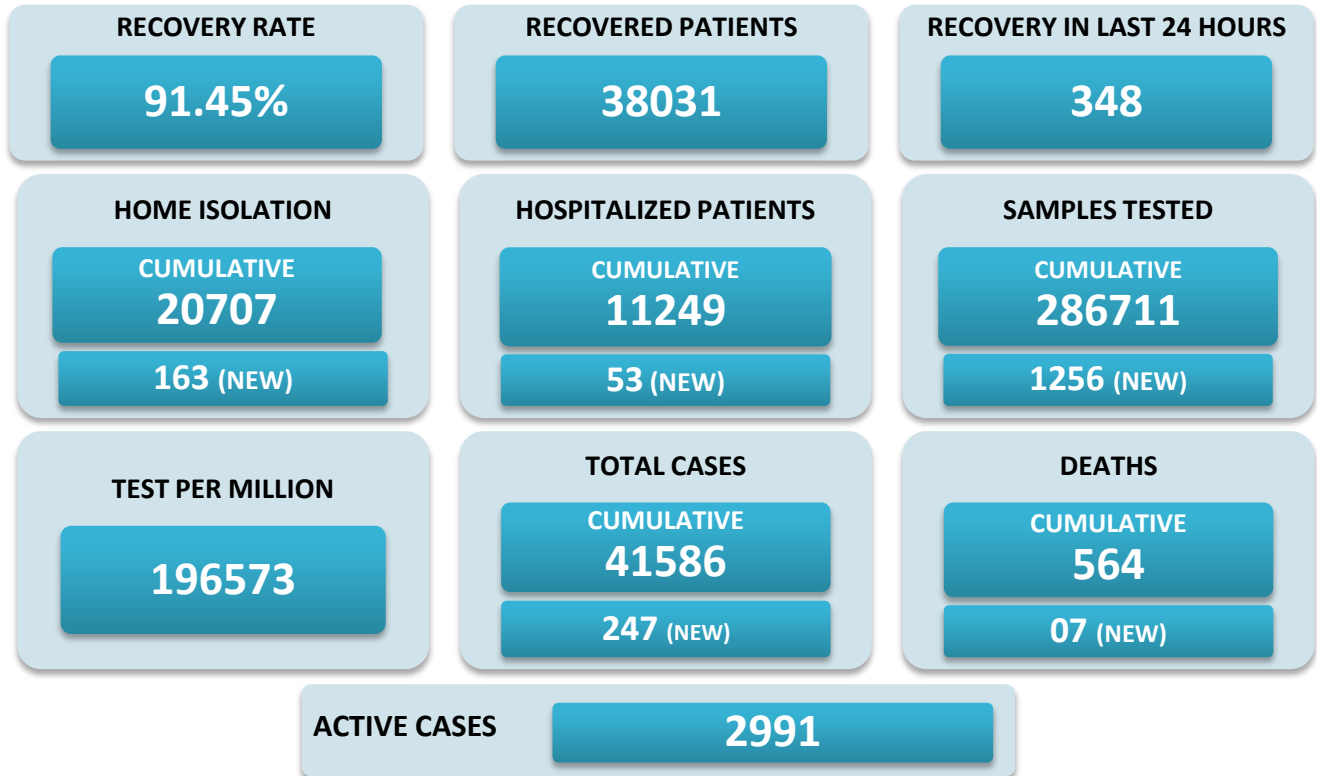 RECOVERY RATE
91.45%
RECOVERED PATIENTS
38031
RECOVERY IN LAST 24 HOURS
348
HOME ISOLATION
CUMULATIVE
20707
163 (NEW)
HOSPITALIZED PATIENTS
CUMULATIVE
11249
53 (NEW)
SAMPLES TESTED
CUMULATIVE
286711
1256 (NEW)
TEST PER MILLION
196573
TOTAL CASES
CUMULATIVE
41586
247 (NEW)
DEATHS
CUMULATIVE
564
07 (NEW)
ACTIVE CASES
2991